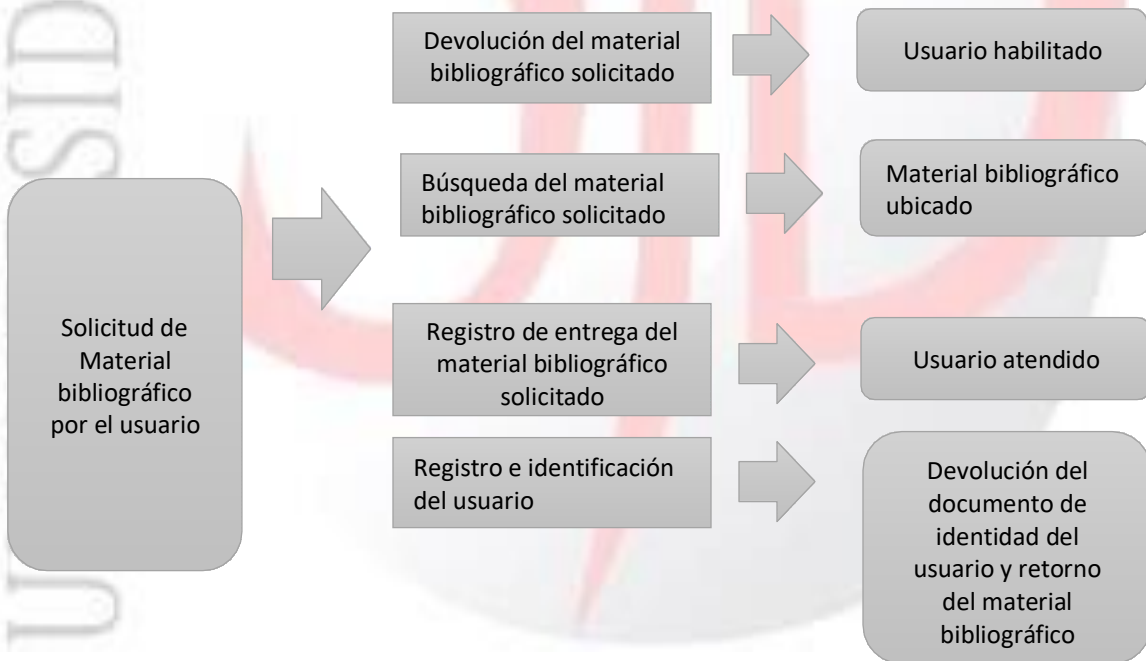 Devolución del material
bibliográfico solicitado
Usuario habilitado
Búsqueda del material
bibliográfico solicitado
Material bibliográfico
ubicado
Solicitud de
Material
bibliográfico
por el usuario
Registro de entrega del
material bibliográfico
solicitado
Usuario atendido
Registro e identificación
del usuario
Devolución del
documento de
identidad del
usuario y retorno
del material
bibliográfico